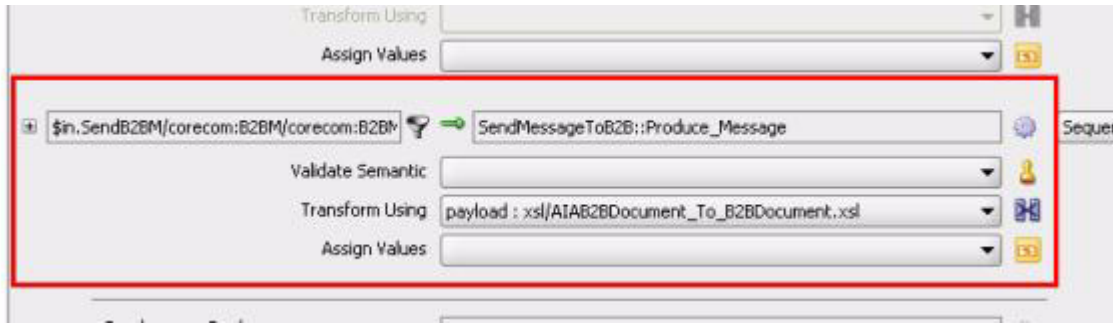 Transform Using
Assign Values
$in.SendB2BM/corecom:B2BM/corecom:B2BM SendMessageToB2B::Produce_Message Sequen
Validate Semantic
Transform Using payload : xsl/AIAB2BDocument_To_B2BDocument.xsl
Assign Values